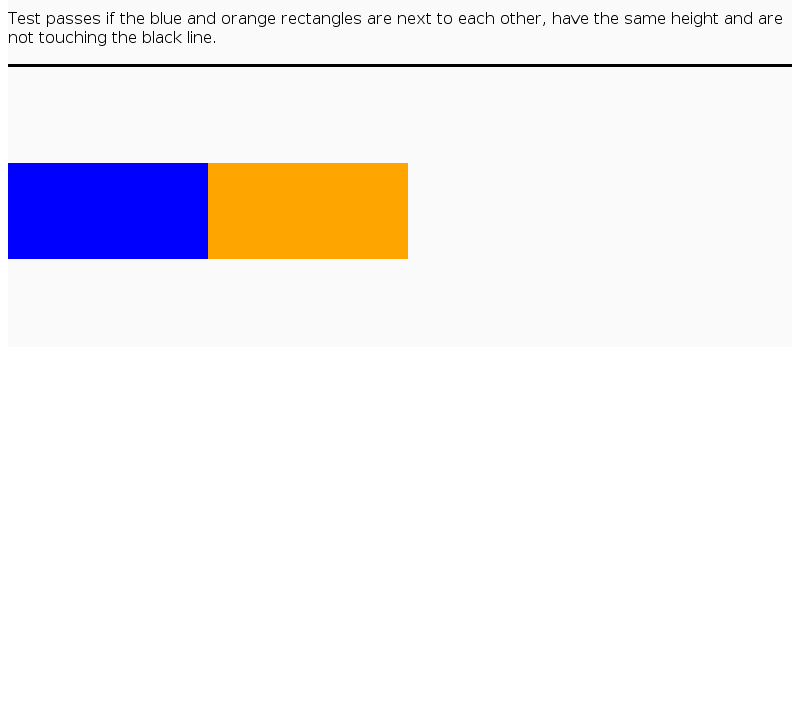 Test passes if the blue and orange rectangles are next to each other, have the same height and are
not touching the black line.